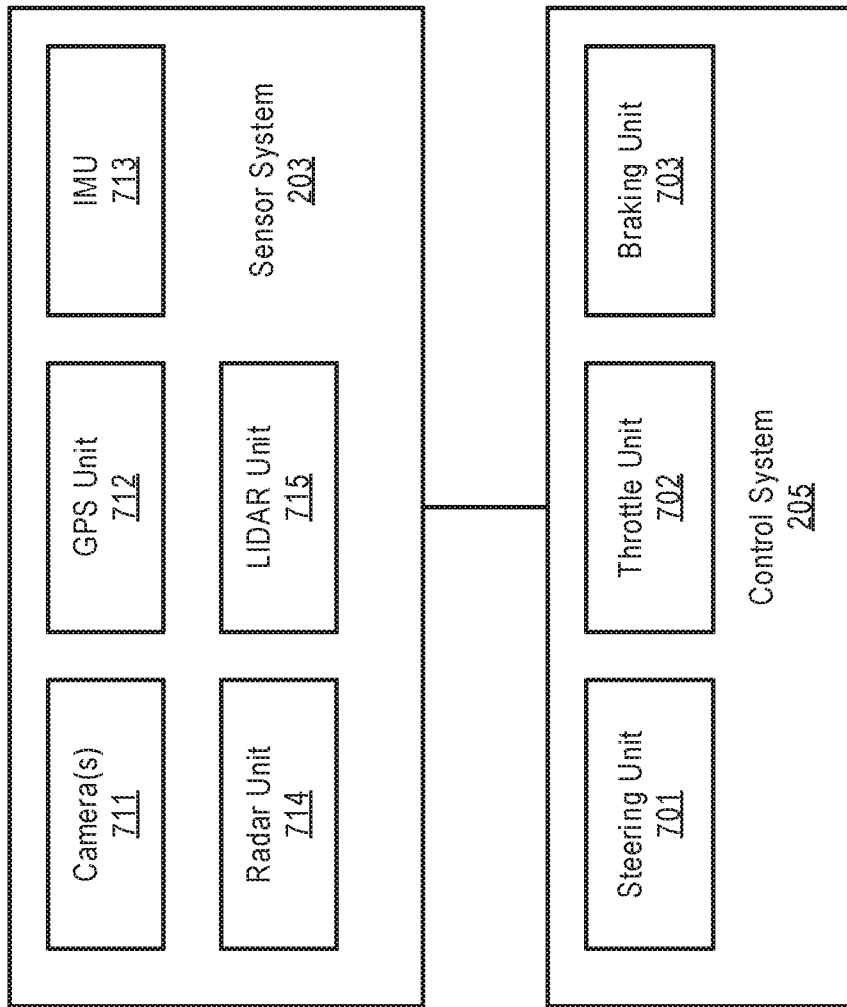 Camera(s)
711
GPS Unit
712
IMU
713
Radar Unit
714
LIDAR Unit
715
Sensor System
203
Steering Unit
701
Throttle Unit
702
Braking Unit
703
Control System
205